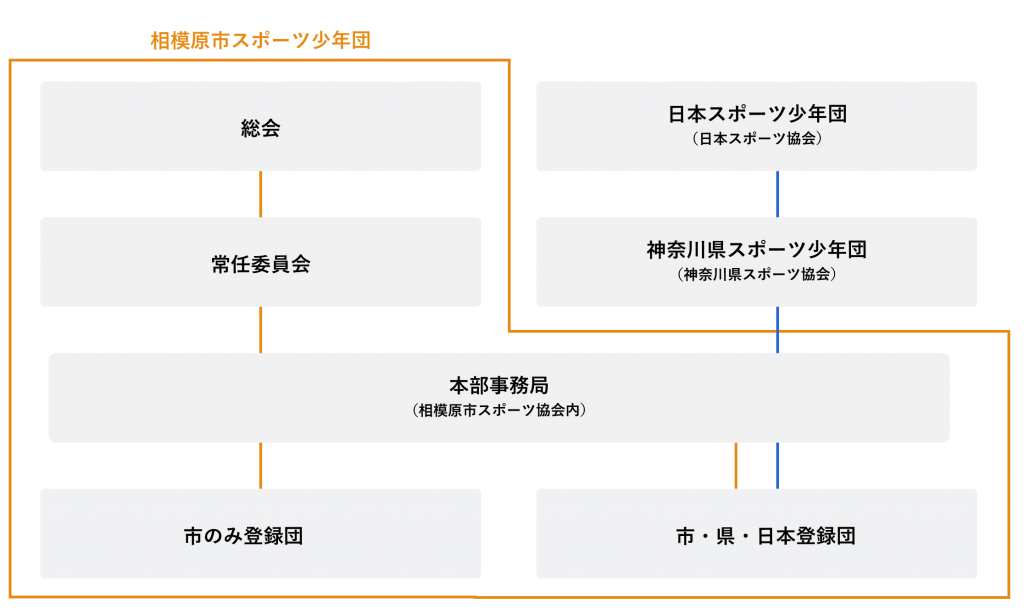 相模原市スポーツ少年団
総会
日本スポーツ少年団
（日本スポーツ協会）
常任委員会
神奈川県スポーツ少年団
（神奈川県スポーツ協会）
本部事務局
（相模原市スポーツ協会内）
市のみ登録団
市・県・日本登録団